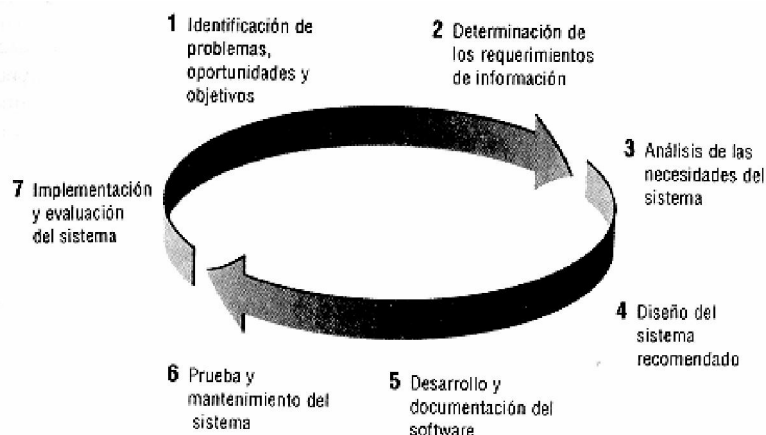 1 Identificación de
problemas,
oportunidades y
objetivos
2 Determinación de
los requerimientos
de información
3 Análisis de las
necesidades del
sistema
4 Diseño del
sistema
recomendado
5 Desarrollo y
documentación del
software
6 Prueba y
mantenimiento del
sistema
7 Implementación
y evaluación
del sistema